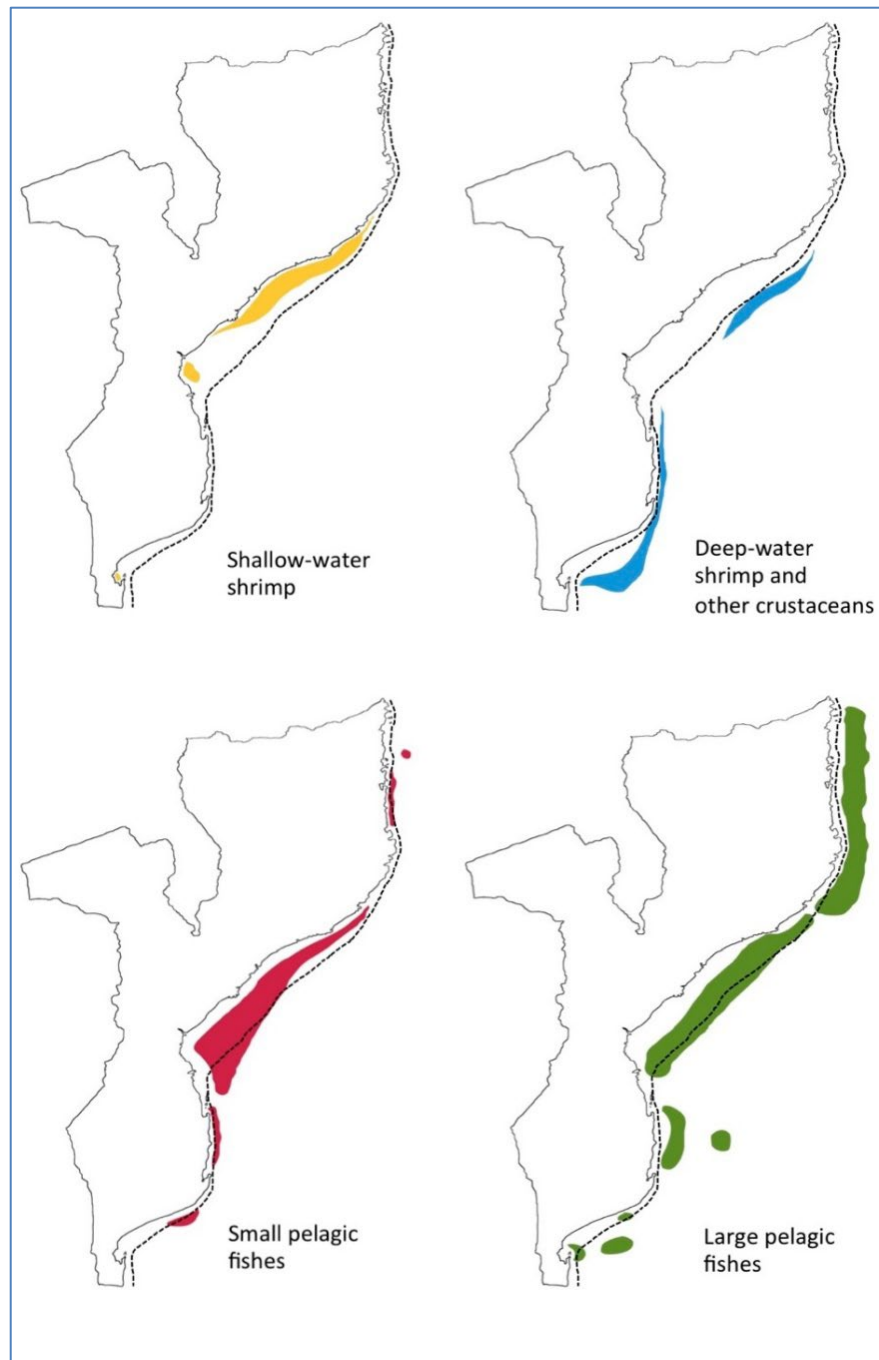 Shallow-water
shrimp
Deep-water
shrimp and
other crustaceans
Small pelagic
fishes
Large pelagic
fishes